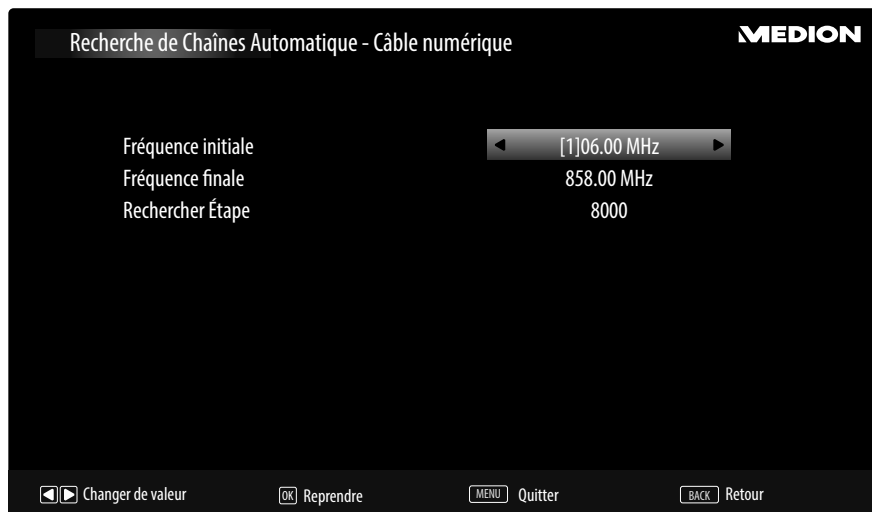 Recherche de Chaînes Automatique - Câble numérique
MEDION
Fréquence initiale [1]06.00 MHz
Fréquence finale 858.00 MHz
Rechercher Étape 8000
Changer de valeur OK Reprendre MENU Quitter BACK Retour